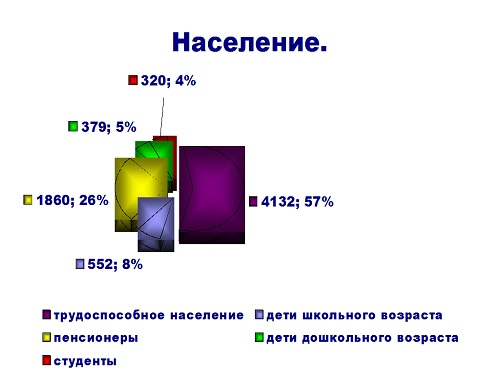 Население.
320; 4%
379; 5%
1860; 26%
4132; 57%
552; 8%
трудоспособное население
дети школьного возраста
пенсионеры
дети дошкольного возраста
студенты